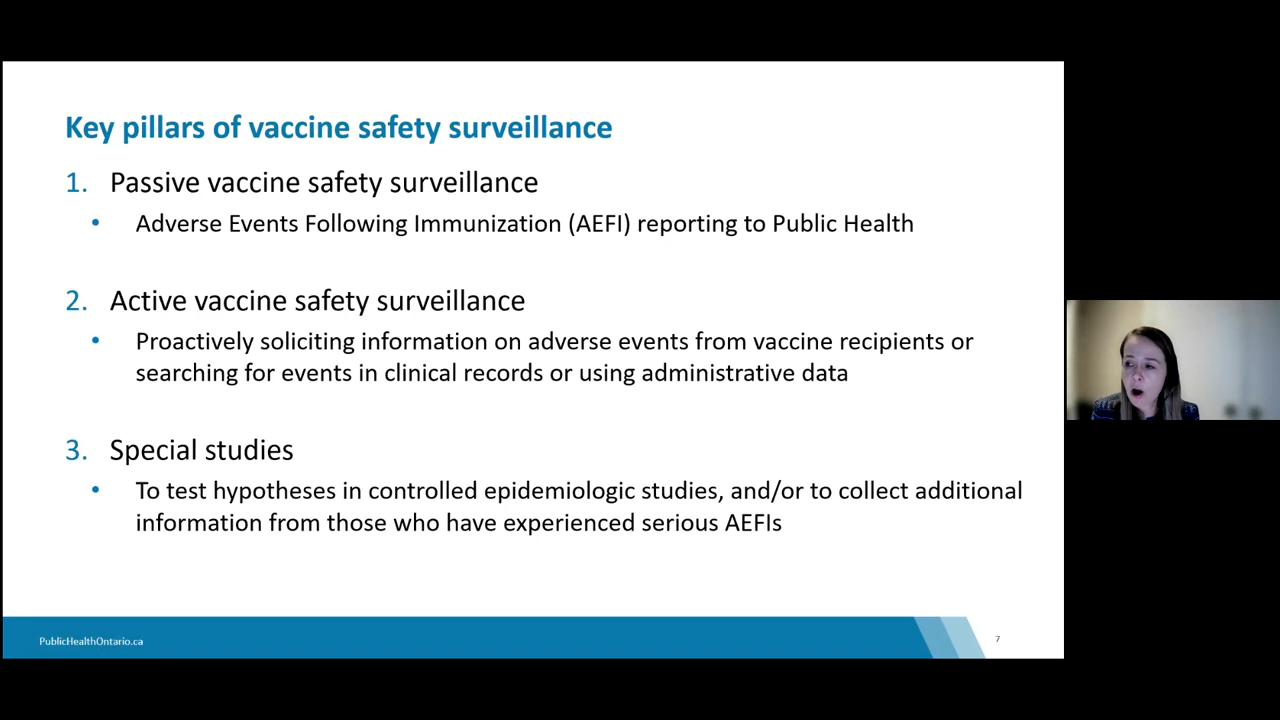 Key pillars of vaccine safety surveillance
1. Passive vaccine safety surveillance
• Adverse Events Following Immunization (AEFI) reporting to Public Health
2. Active vaccine safety surveillance
• Proactively soliciting information on adverse events from vaccine recipients or
searching for events in clinical records or using administrative data
3. Special studies
• To test hypotheses in controlled epidemiologic studies, and/or to collect additional
information from those who have experienced serious AEFIs
PublicHealthOntario.ca
7